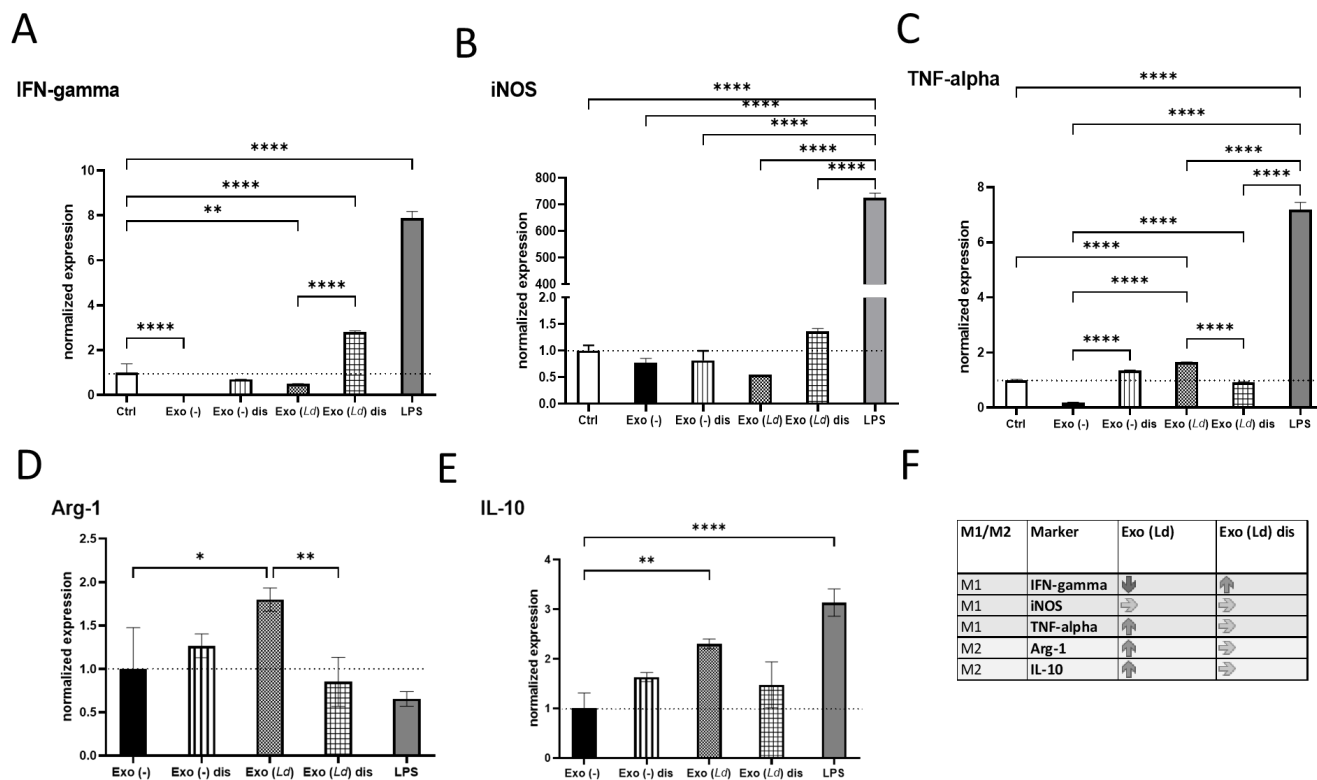 A
IFN-gamma
****
****
**
****
****
normalized expression
10
8
6
4
2
0
Ctrl Exo (-) Exo (-) dis Exo (Ld) Exo (Ld) dis LPS
B
iNOS
****
****
****
****
****
normalized expression
800
700
600
500
400
2.0
1.5
1.0
0.5
0.0
Ctrl Exo (-) Exo (-) dis Exo (Ld) Exo (Ld) dis LPS
C
TNF-alpha
****
****
****
****
****
****
****
****
****
normalized expression
8
6
4
2
0
Ctrl Exo (-) Exo (-) dis Exo (Ld) Exo (Ld) dis LPS
D
Arg-1
* **
normalized expression
2.5
2.0
1.5
1.0
0.5
0.0
Exo (-) Exo (-) dis Exo (Ld) Exo (Ld) dis LPS
E
IL-10
****
**
normalized expression
4
3
2
1
0
Exo (-) Exo (-) dis Exo (Ld) Exo (Ld) dis LPS
F
M1/M2 Marker Exo (Ld) Exo (Ld) dis
M1 IFN-gamma
M1 iNOS
M1 TNF-alpha
M2 Arg-1
M2 IL-10